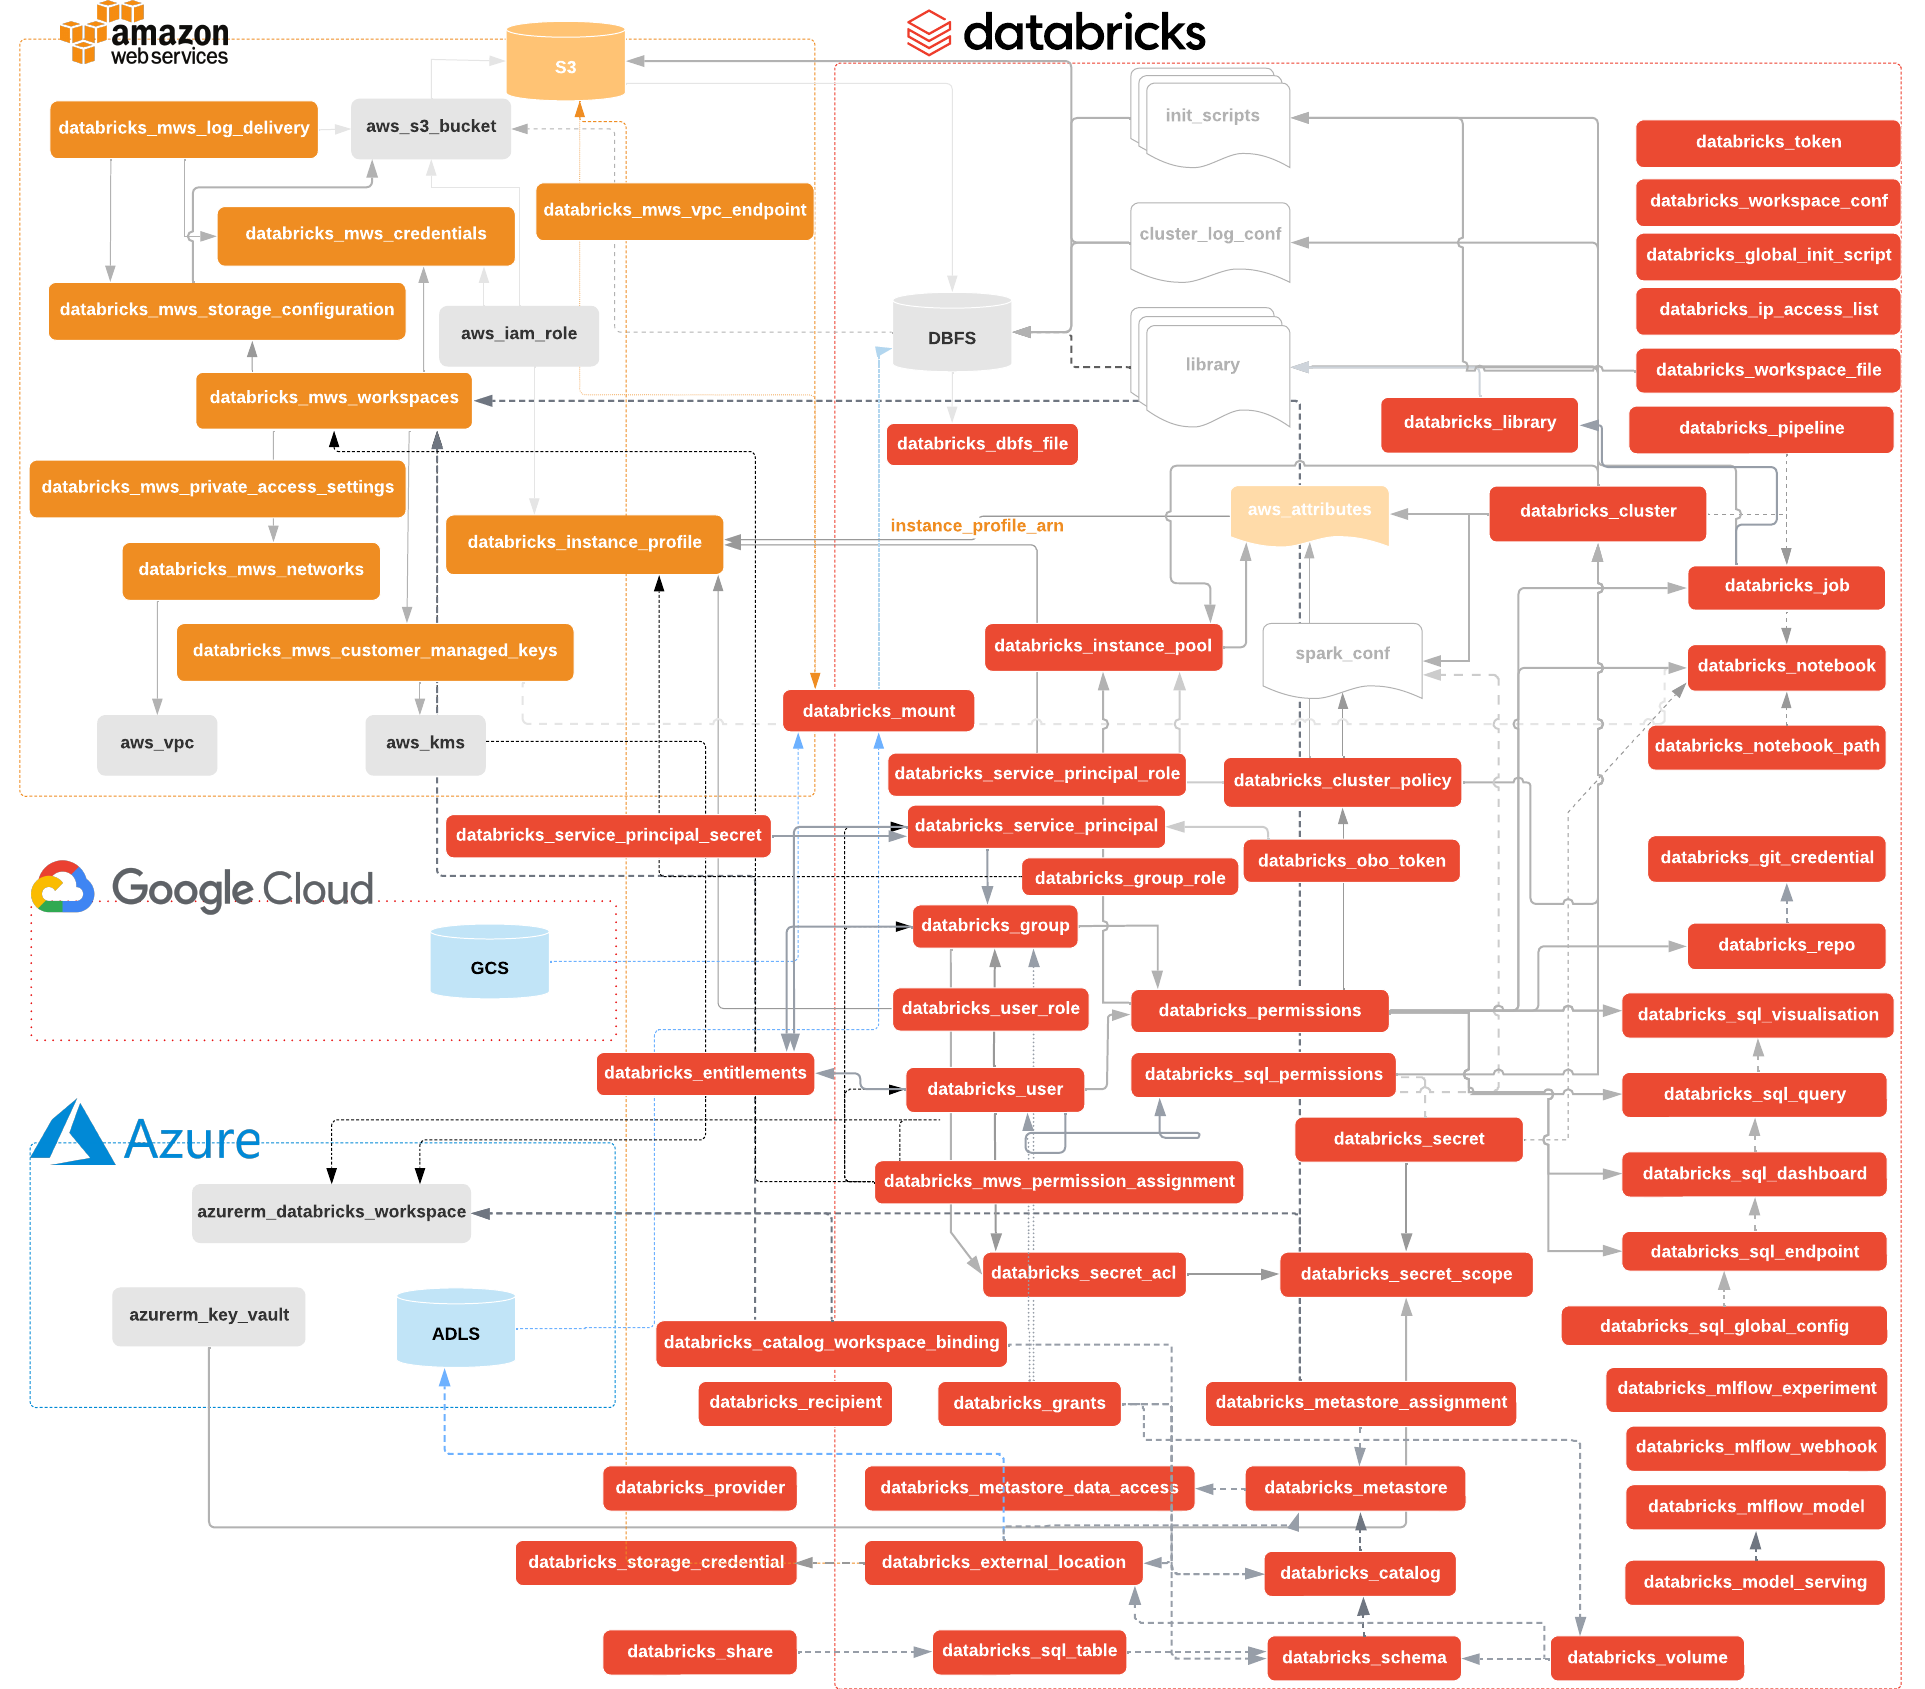 amazon
web services
databricks
S3
databricks_mws_log_delivery
aws_s3_bucket
init_scripts
databricks_token
databricks_workspace_conf
databricks_mws_vpc_endpoint
databricks_mws_credentials
cluster_log_conf
databricks_global_init_script
databricks_mws_storage_configuration
databricks_ip_access_list
aws_iam_role
DBFS
library
databricks_workspace_file
databricks_mws_workspaces
databricks_library
databricks_pipeline
databricks_dbfs_file
databricks_mws_private_access_settings
aws_attributes
databricks_cluster
instance_profile_arn
databricks_instance_profile
databricks_mws_networks
databricks_job
databricks_mws_customer_managed_keys
databricks_instance_pool
spark_conf
databricks_notebook
databricks_mount
aws_vpc
aws_kms
databricks_notebook_path
databricks_service_principal_role
databricks_cluster_policy
databricks_service_principal_secret
databricks_service_principal
databricks_obo_token
databricks_git_credential
databricks_group_role
Google Cloud
databricks_group
databricks_repo
GCS
databricks_user_role
databricks_permissions
databricks_sql_visualisation
databricks_entitlements
databricks_user
databricks_sql_permissions
databricks_sql_query
Azure
databricks_secret
databricks_mws_permission_assignment
databricks_sql_dashboard
azurerm_databricks_workspace
databricks_sql_endpoint
databricks_secret_acl
databricks_secret_scope
azurerm_key_vault
ADLS
databricks_sql_global_config
databricks_catalog_workspace_binding
databricks_mlflow_experiment
databricks_recipient
databricks_grants
databricks_metastore_assignment
databricks_mlflow_webhook
databricks_provider
databricks_metastore_data_access
databricks_metastore
databricks_mlflow_model
databricks_storage_credential
databricks_external_location
databricks_catalog
databricks_model_serving
databricks_share
databricks_sql_table
databricks_schema
databricks_volume